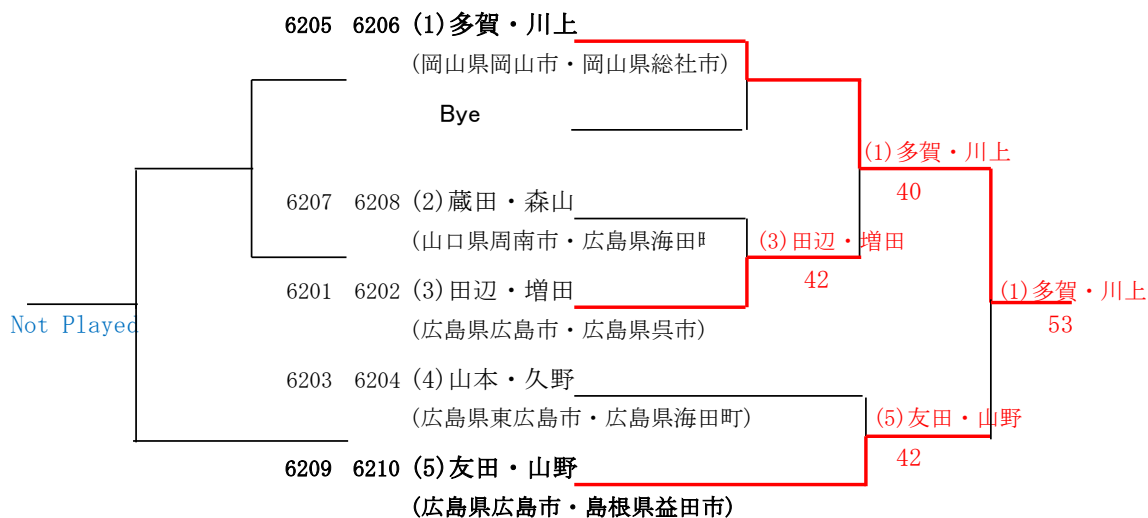 6205 6206 (1)多賀・川上
(岡山県岡山市・岡山県総社市)
Bye
(1)多賀・川上
40
6207 6208 (2)蔵田・森山
(山口県周南市・広島県海田
(3)田辺・増田
42
6201 6202 (3)田辺・増田
(広島県広島市・広島県呉市)
(1)多賀・川上
53
Not Played
6203 6204 (4)山本・久野
(広島県東広島市・広島県海田町)
(5)友田・山野
42
6209 6210 (5)友田・山野
(広島県広島市・島根県益田市)